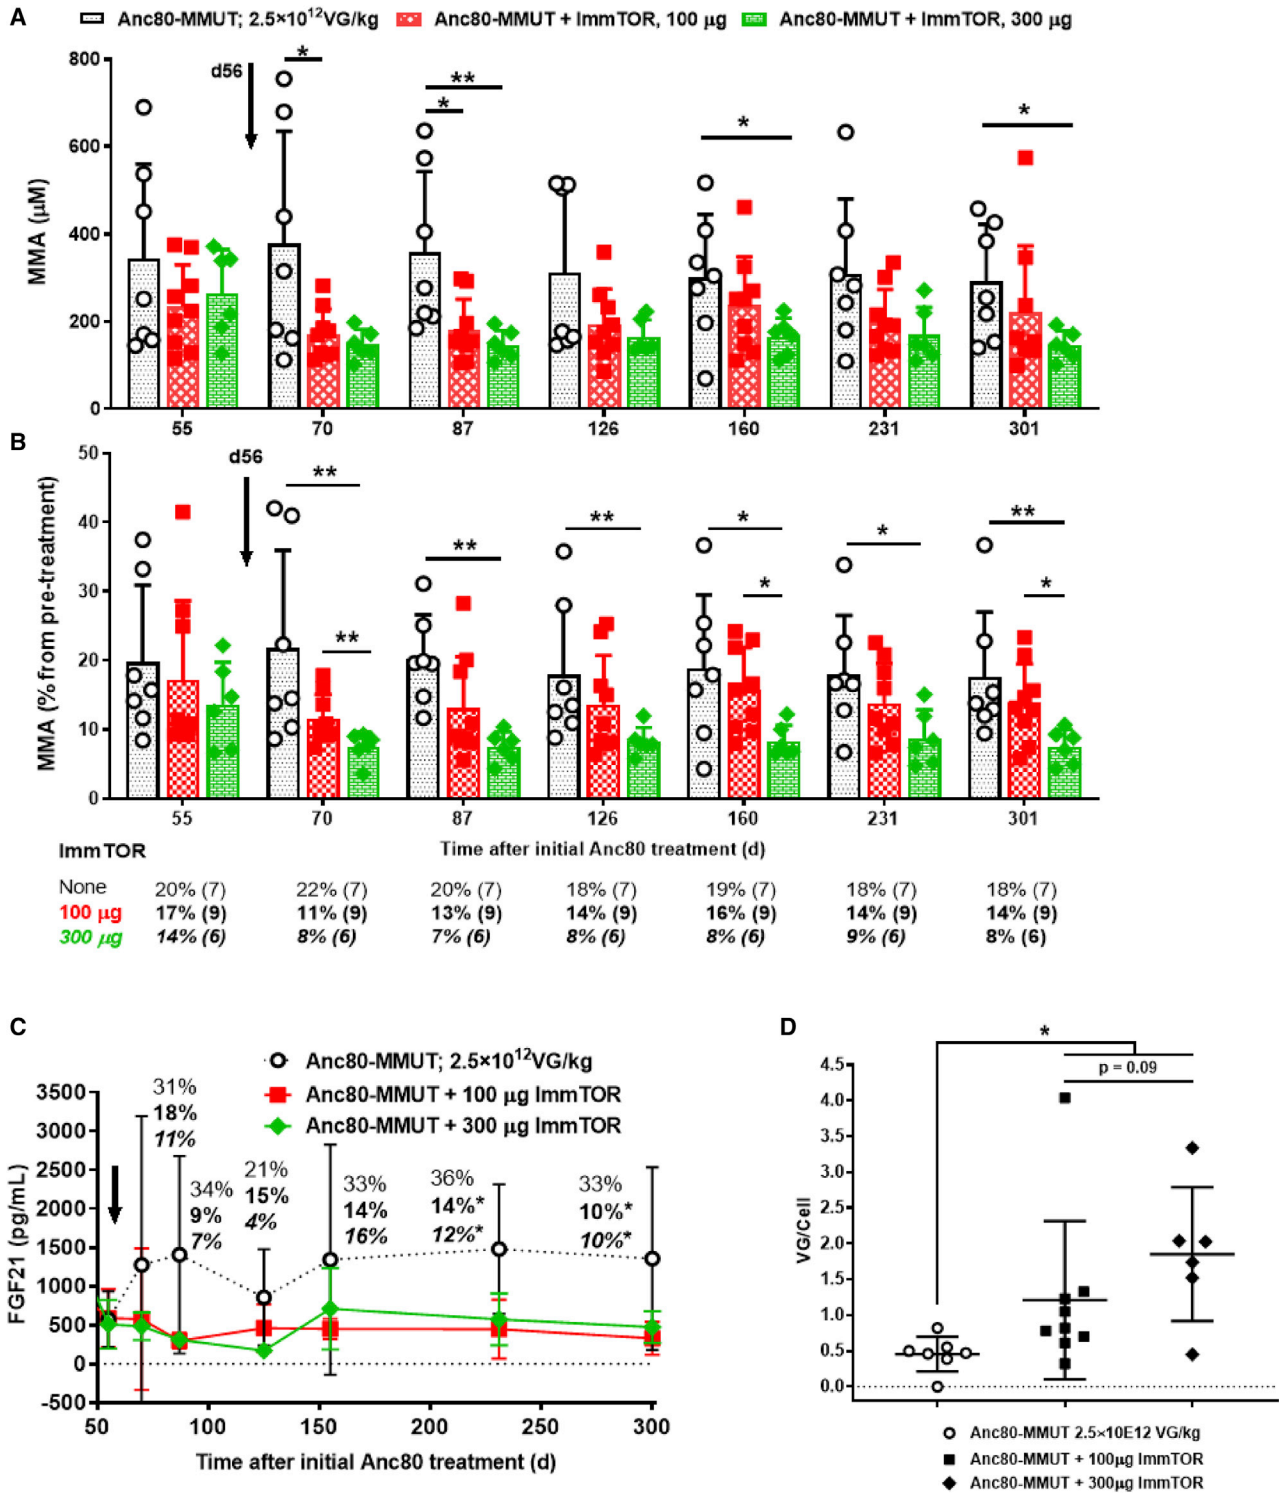 A
Anc80-MMUT; 2.5×10¹²VG/kg Anc80-MMUT + ImmTOR, 100 µg Anc80-MMUT + ImmTOR, 300 µg
MMA (µM)
800
600
400
200
0
d56
*
**
*
*
*
55 70 87 126 160 231 301
B
MMA (% from pre-treatment)
50
40
30
20
10
0
d56
**
**
**
**
*
*
*
**
*
55 70 87 126 160 231 301
ImmTOR Time after initial Anc80 treatment (d)
None 20% (7) 22% (7) 20% (7) 18% (7) 19% (7) 18% (7) 18% (7)
100 µg 17% (9) 11% (9) 13% (9) 14% (9) 16% (9) 14% (9) 14% (9)
300 µg 14% (6) 8% (6) 7% (6) 8% (6) 8% (6) 9% (6) 8% (6)
C
Anc80-MMUT; 2.5×10¹²VG/kg
Anc80-MMUT + 100 µg ImmTOR
Anc80-MMUT + 300 µg ImmTOR
FGF21 (pg/mL)
3500
3000
2500
2000
1500
1000
500
0
-500
31%
18%
11%
34%
9%
7%
21%
15%
4%
33%
14%
16%
36%
14%*
12%*
33%
10%*
10%*
50 100 150 200 250 300
Time after initial Anc80 treatment (d)
D
*
p = 0.09
VG/Cell
4.5
4.0
3.5
3.0
2.5
2.0
1.5
1.0
0.5
0.0
Anc80-MMUT 2.5×10E12 VG/kg
Anc80-MMUT + 100µg ImmTOR
Anc80-MMUT + 300µg ImmTOR